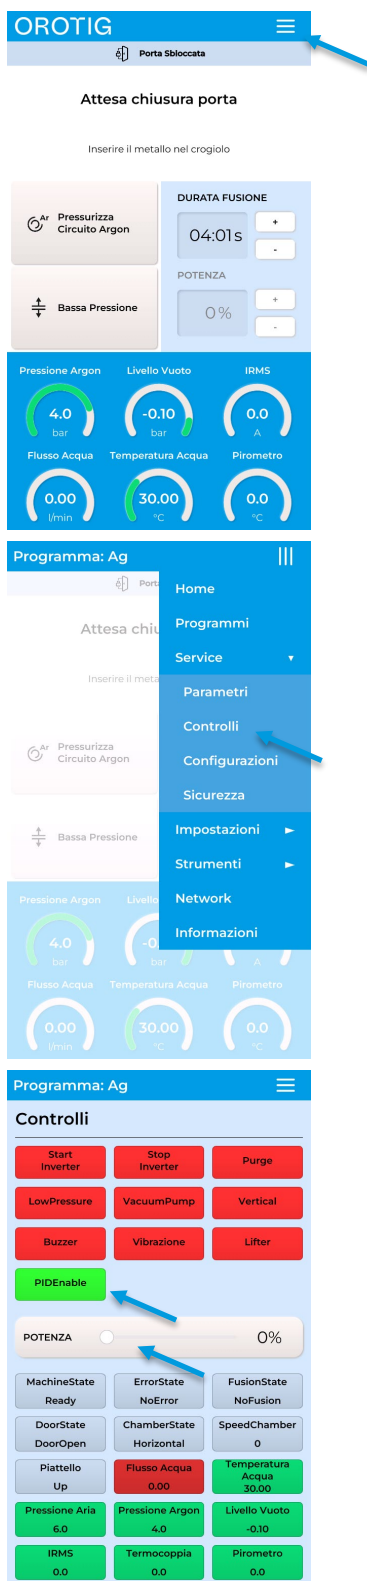 OROTIG
Porta Sbloccata
Attesa chiusura porta
Inserire il metallo nel crogiolo
Ar Pressurizza
Circuito Argon
Bassa Pressione
DURATA FUSIONE
04:01 s
+
-
POTENZA
0%
+
-
Pressione Argon Livello Vuoto IRMS
4.0 -0.10 0.0
bar bar A
Flusso Acqua Temperatura Acqua Pirometro
0.00 30.00 0.0
l/min °C °C
Programma: Ag
Porta
Attesa chiu
Inserire il meta
Ar Pressurizza
Circuito Argon
Bassa Pressione
Home
Programmi
Service ▼
Parametri
Controlli
Configurazioni
Sicurezza
Impostazioni ►
Strumenti ►
Network
Informazioni
Pressione Argon Livello
4.0 -0.
bar bar A
Flusso Acqua Temperatura Acqua Pirometro
0.00 30.00 0.0
l/min °C °C
Programma: Ag
Controlli
Start Inverter Stop Inverter Purge
LowPressure VacuumPump Vertical
Buzzer Vibrazione Lifter
PIDEnable
POTENZA 0%
MachineState ErrorState FusionState
Ready NoError NoFusion
DoorState ChamberState SpeedChamber
DoorOpen Horizontal 0
Piattello Flusso Acqua Temperatura Acqua
Up 0.00 30.00
Pressione Aria Pressione Argon Livello Vuoto
6.0 4.0 -0.10
IRMS Termocoppia Pirometro
0.0 0.0 0.0